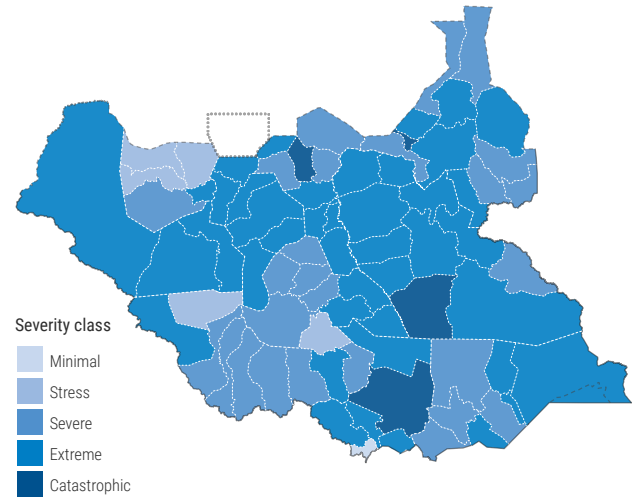 Severity class
Minimal
Stress
Severe
Extreme
Catastrophic